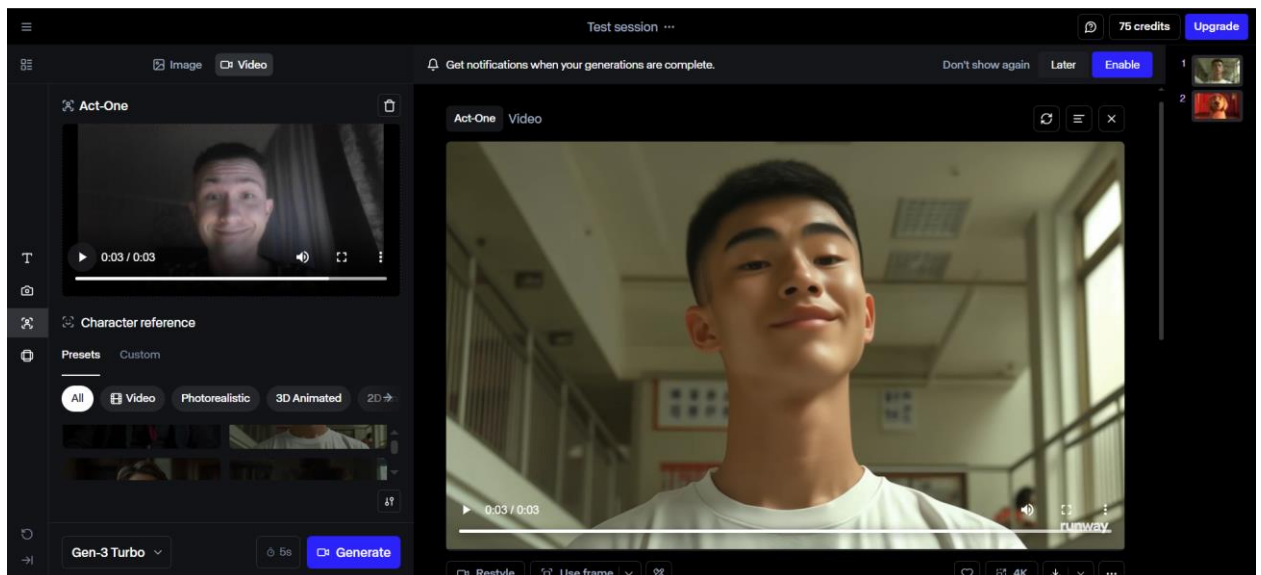 Test session ...
75 credits
Upgrade
Image
Video
Get notifications when your generations are complete.
Don't show again
Later
Enable
1
2
Act-One
0:03 / 0:03
Character reference
Presets
Custom
All
Video
Photorealistic
3D Animated
2D
Gen-3 Turbo
5s
Generate
Act-One
Video
0:03 / 0:03
runway
Restyle
Use frame
4K